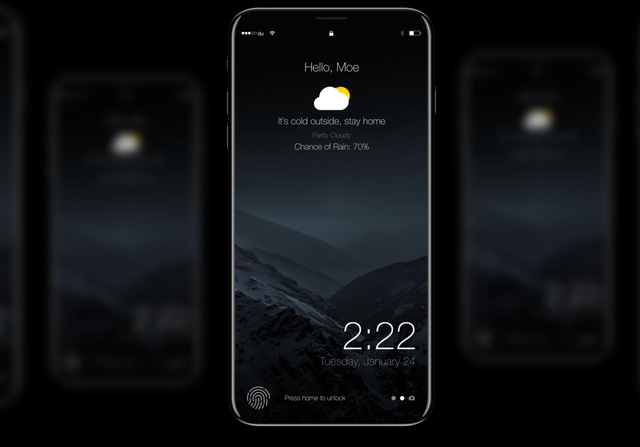 du
Hello, Moe
It's cold outside, stay home
Partly Cloudy
Chance of Rain: 70%
2:22
Tuesday, January 24
Press home to unlock